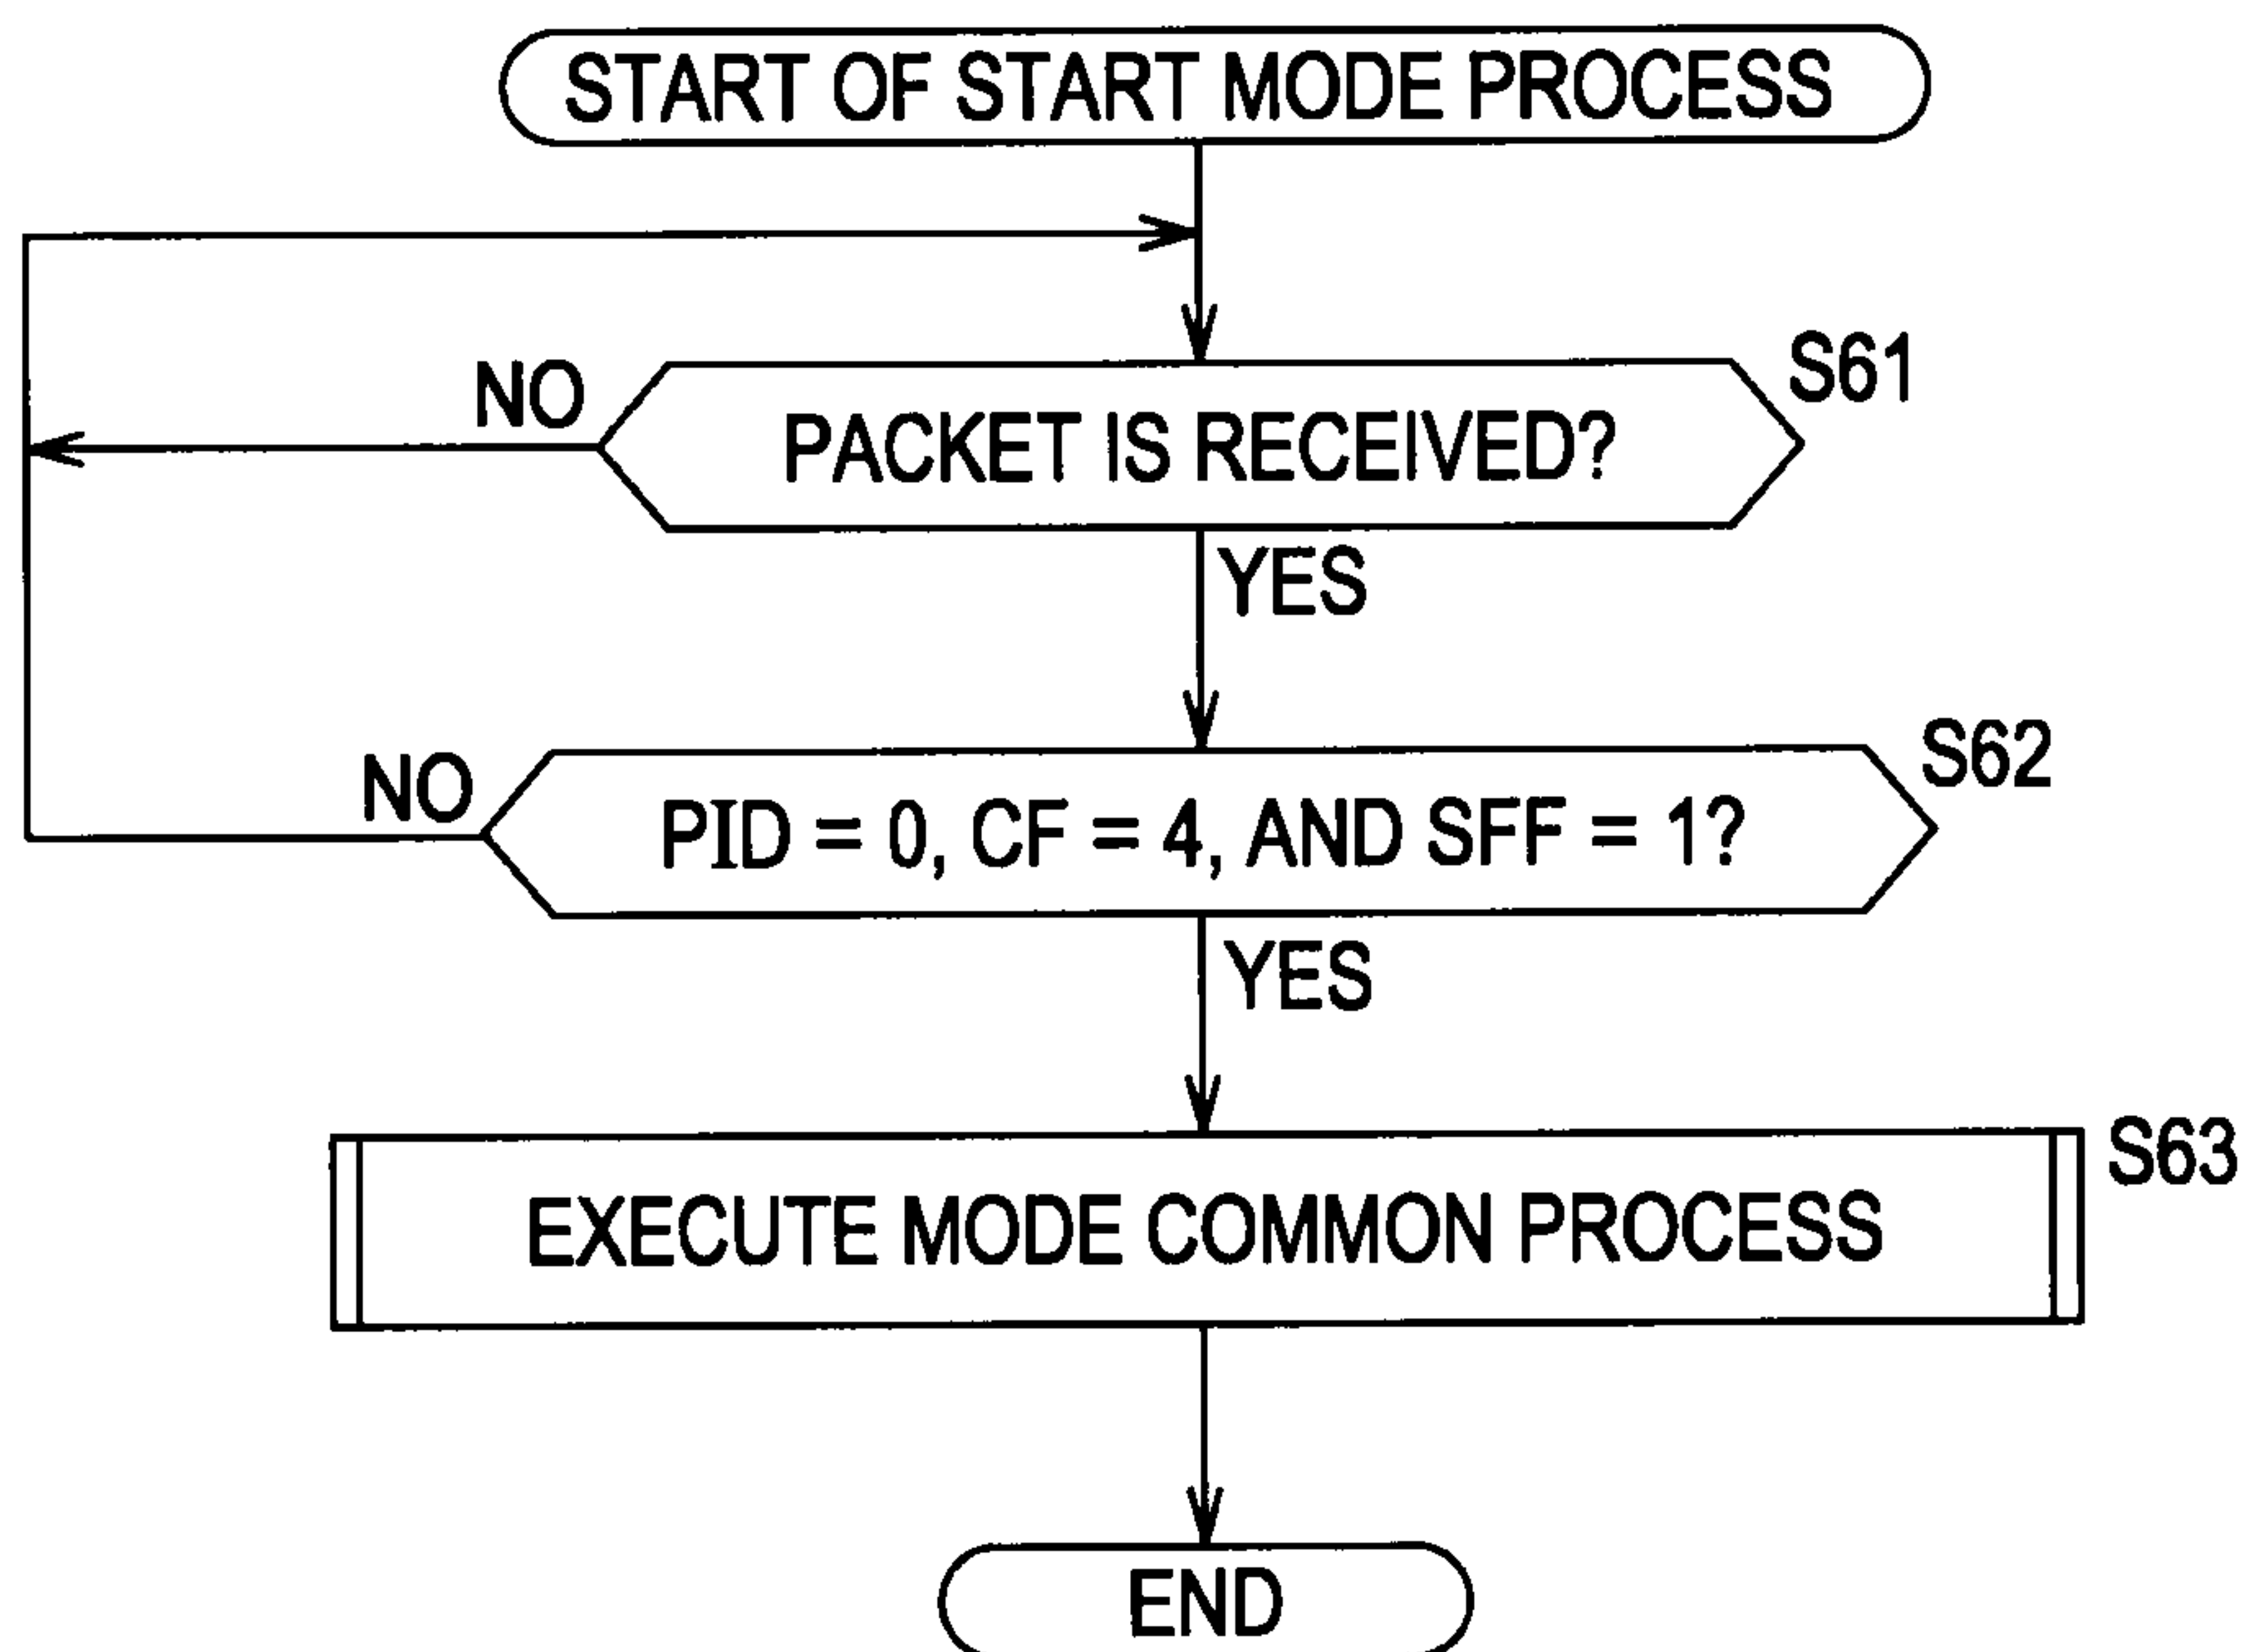 START OF START MODE PROCESS
S61
NO
PACKET IS RECEIVED?
YES
S62
NO
PID = 0, CF = 4, AND SFF = 1?
YES
S63
EXECUTE MODE COMMON PROCESS
END